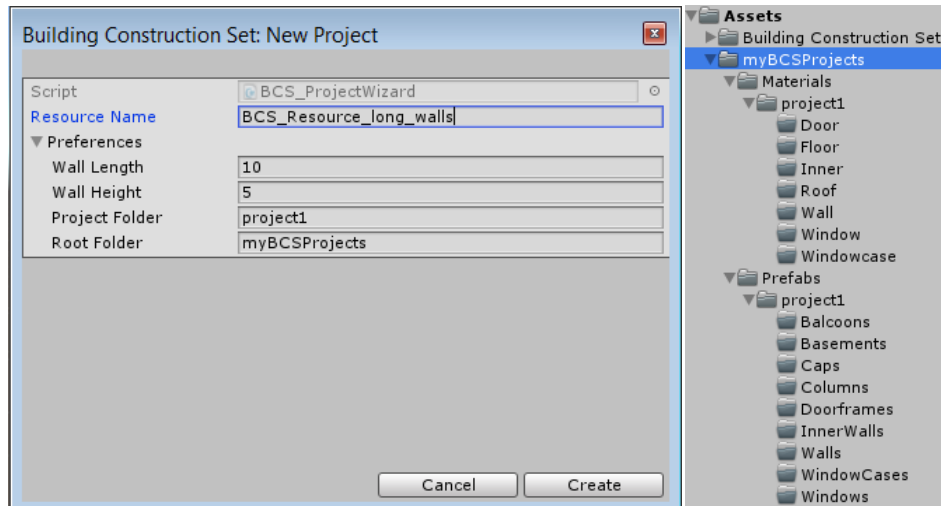 Building Construction Set: New Project
Script BCS_ProjectWizard
Resource Name BCS_Resource_long_walls
Preferences
Wall Length 10
Wall Height 5
Project Folder project1
Root Folder myBCSProjects
Cancel Create
Assets
Building Construction Set
myBCSProjects
Materials
project1
Door
Floor
Inner
Roof
Wall
Window
Windowcase
Prefabs
project1
Balcoons
Basements
Caps
Columns
Doorframes
InnerWalls
Walls
WindowCases
Windows